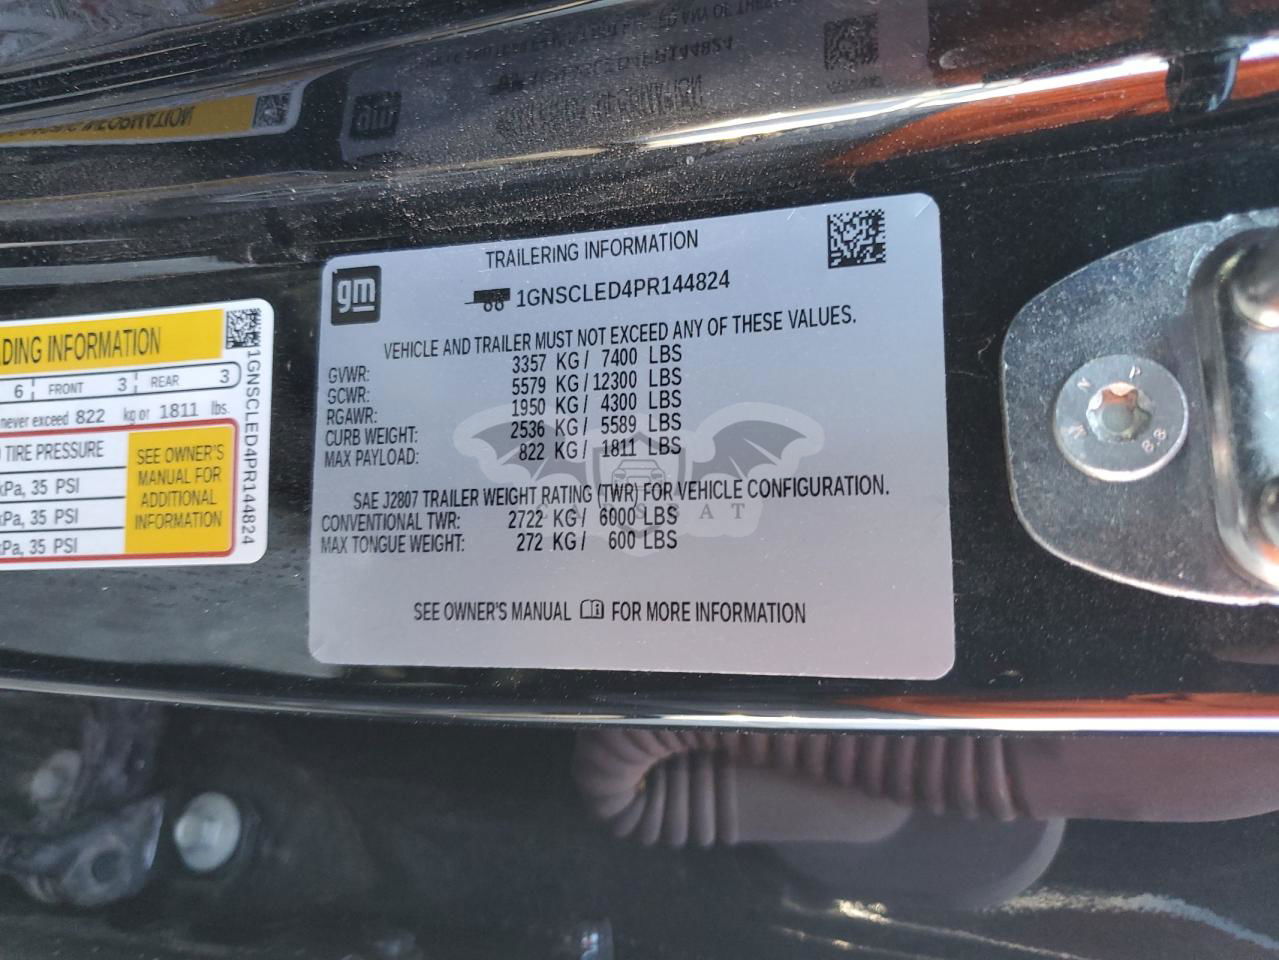 TRAILERING INFORMATION
gm
1GNSCLED4PR144824
VEHICLE AND TRAILER MUST NOT EXCEED ANY OF THESE VALUES.
GVWR: 3357 KG / 7400 LBS
GCWR: 5579 KG / 12300 LBS
RGAWR: 1950 KG / 4300 LBS
CURB WEIGHT: 2536 KG / 5589 LBS
MAX PAYLOAD: 822 KG / 1811 LBS
SAE J2807 TRAILER WEIGHT RATING (TWR) FOR VEHICLE CONFIGURATION.
CONVENTIONAL TWR: 2722 KG / 6000 LBS
MAX TONGUE WEIGHT: 272 KG / 600 LBS
SEE OWNER'S MANUAL FOR MORE INFORMATION
INFORMATION
6 FRONT 3 REAR 3
never exceed 822 kg or 1811 lbs.
TIRE PRESSURE
kPa, 35 PSI
kPa, 35 PSI
kPa, 35 PSI
SEE OWNER'S
MANUAL FOR
ADDITIONAL
INFORMATION
1GNSCLED4PR144824
8.8